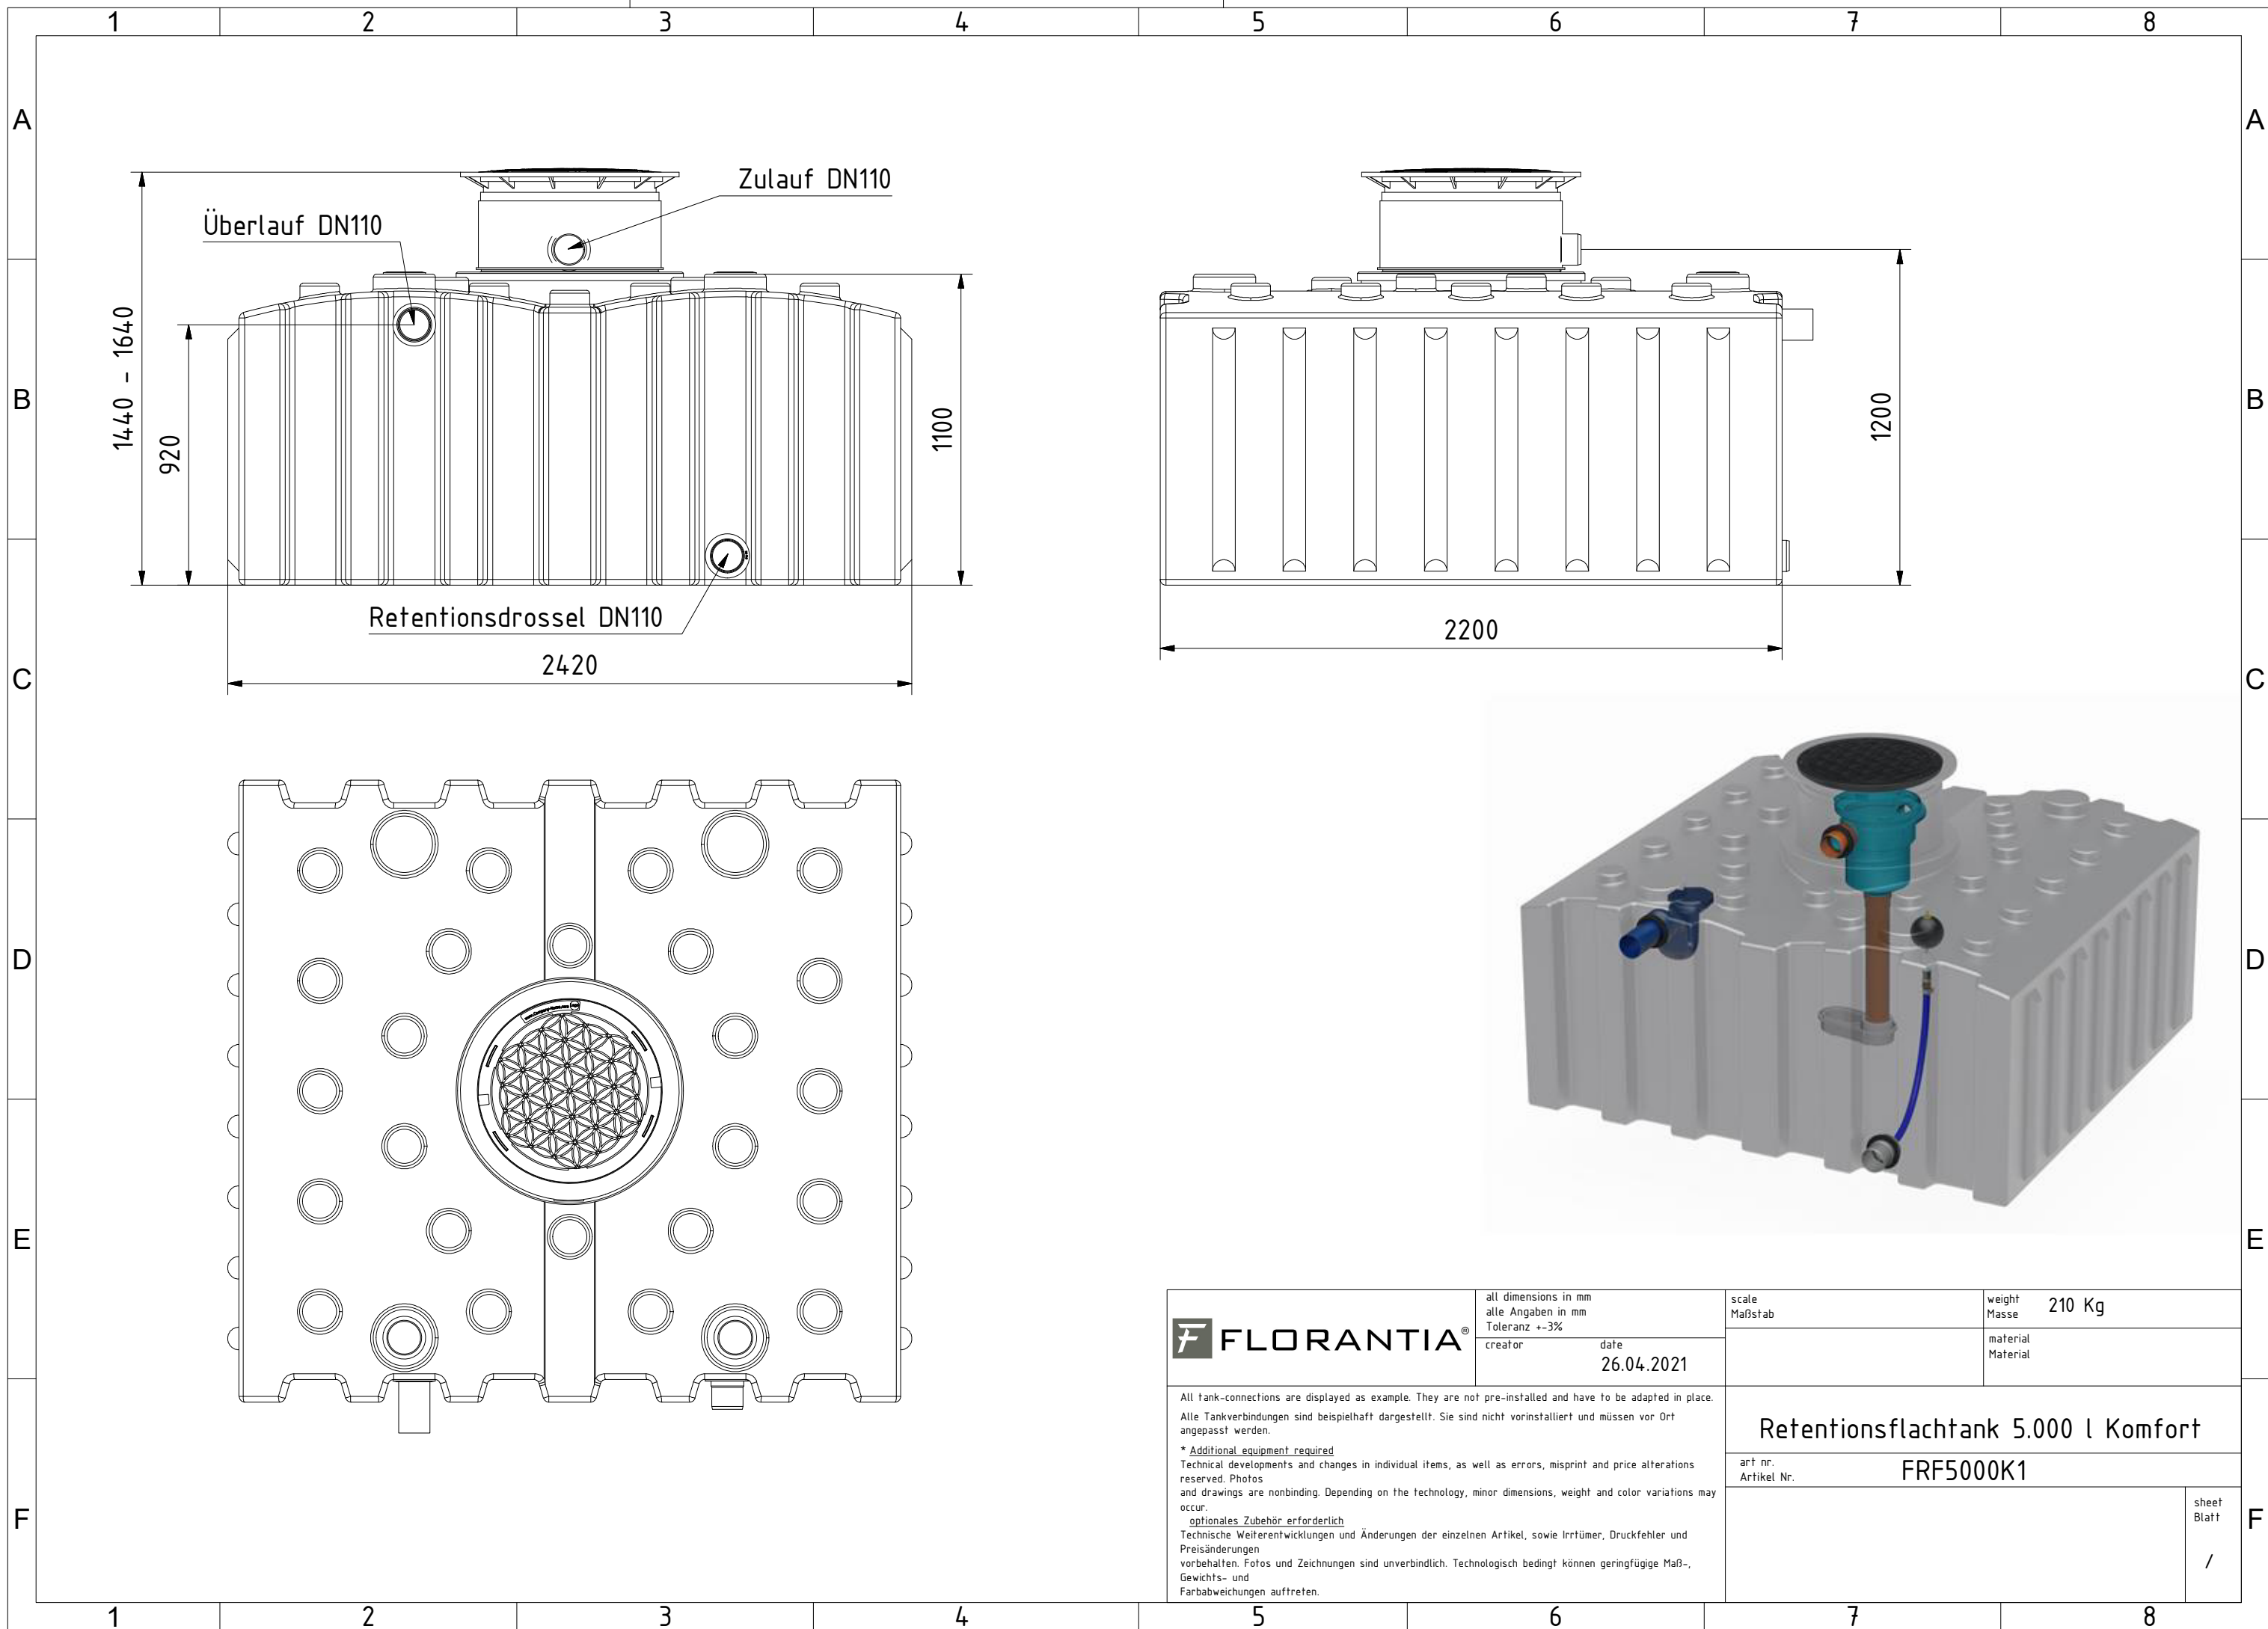 1 2 3 4 5 6 7 8
A A
Zulauf DN110
Überlauf DN110
1440 - 1640
920
1100
1200
B B
Retentionsdrossel DN110
2420
2200
C C
D D
E E
FLORANTIA®
all dimensions in mm
alle Angaben in mm
Toleranz +-3%
creator
date
26.04.2021
scale
Maßstab
weight
Masse
210 Kg
material
Material
All tank-connections are displayed as example. They are not pre-installed and have to be adapted in place.
Alle Tankverbindungen sind beispielhaft dargestellt. Sie sind nicht vorinstalliert und müssen vor Ort
angepasst werden.
* Additional equipment required
Technical developments and changes in individual items, as well as errors, misprint and price alterations
reserved. Photos
and drawings are nonbinding. Depending on the technology, minor dimensions, weight and color variations may
occur.
optionales Zubehör erforderlich
Technische Weiterentwicklungen und Änderungen der einzelnen Artikel, sowie Irrtümer, Druckfehler und
Preisänderungen
vorbehalten. Fotos und Zeichnungen sind unverbindlich. Technologisch bedingt können geringfügige Maß-,
Gewichts- und
Farbabweichungen auftreten.
Retentionsflachtank 5.000 l Komfort
art nr.
Artikel Nr.
FRF5000K1
sheet
Blatt
/
F F
1 2 3 4 5 6 7 8